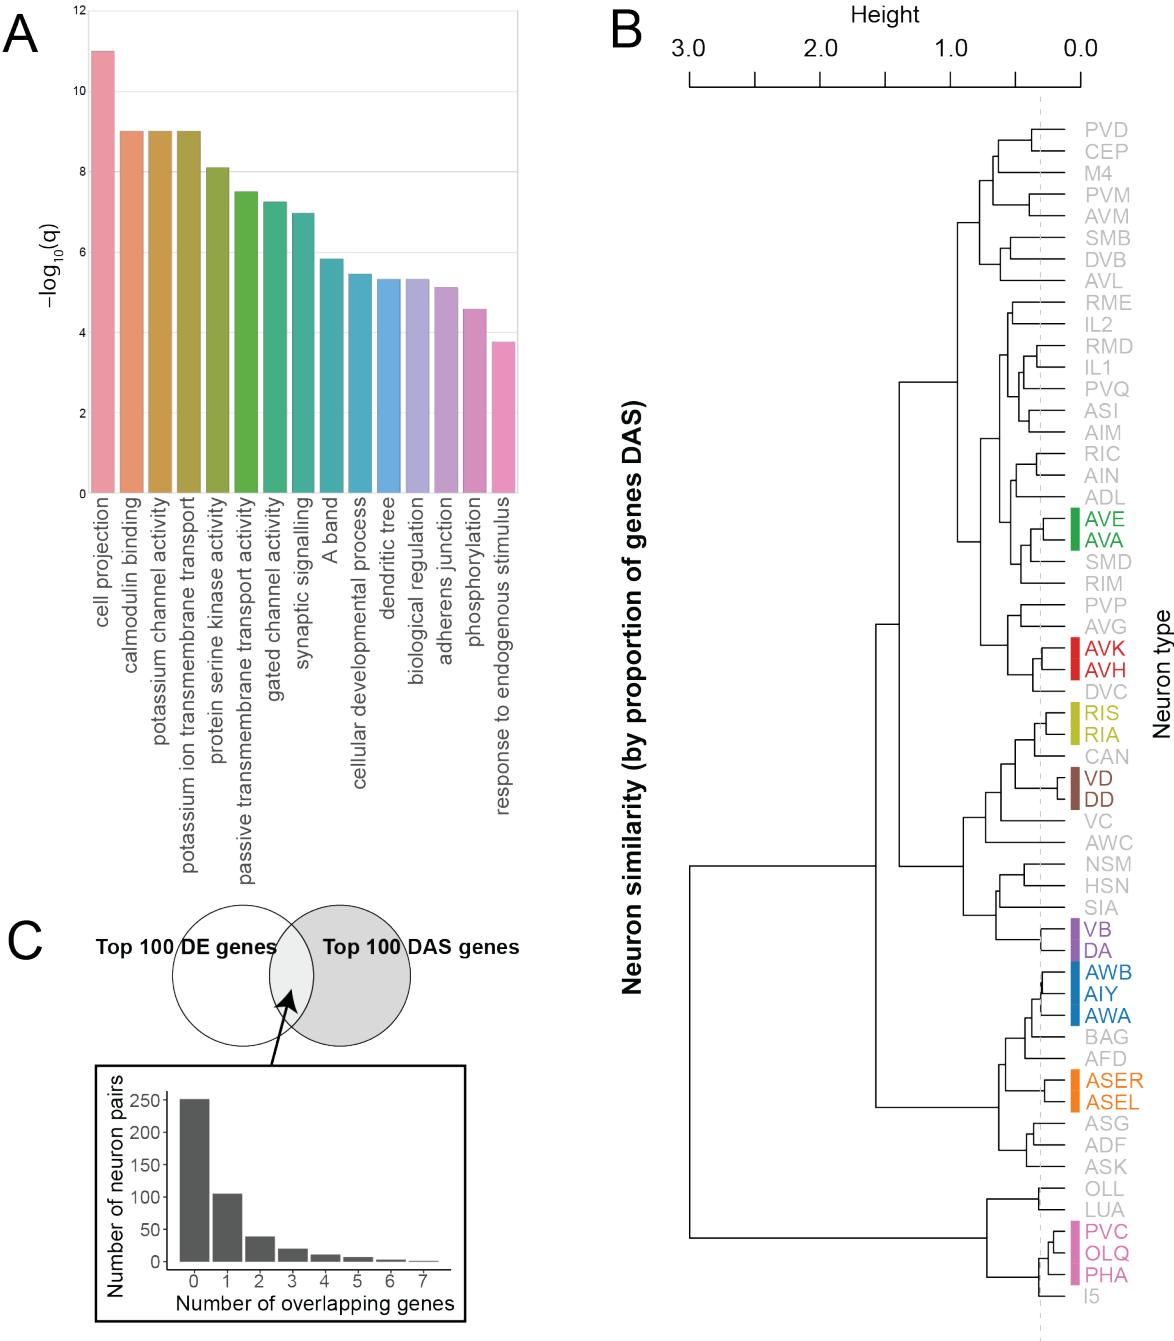 A
12
10
8
6
4
2
0
−log10(q)
cell projection
calmodulin binding
potassium channel activity
potassium ion transmembrane transport
protein serine kinase activity
passive transmembrane transport activity
gated channel activity
synaptic signalling
A band
cellular developmental process
dendritic tree
biological regulation
adherens junction
phosphorylation
response to endogenous stimulus
B
Height
3.0 2.0 1.0 0.0
Neuron similarity (by proportion of genes DAS)
PVD
CEP
M4
PVM
AVM
SMB
DVB
AVL
RME
IL2
RMD
IL1
PVQ
ASI
AIM
RIC
AIN
ADL
AVE
AVA
SMD
RIM
PVP
AVG
AVK
AVH
DVC
RIS
RIA
CAN
VD
DD
VC
AWC
NSM
HSN
SIA
VB
DA
AWB
AIY
AWA
BAG
AFD
ASER
ASEL
ASG
ADF
ASK
OLL
LUA
PVC
OLQ
PHA
I5
Neuron type
C
Top 100 DE genes
Top 100 DAS genes
Number of neuron pairs
250
200
150
100
50
0
0 1 2 3 4 5 6 7
Number of overlapping genes